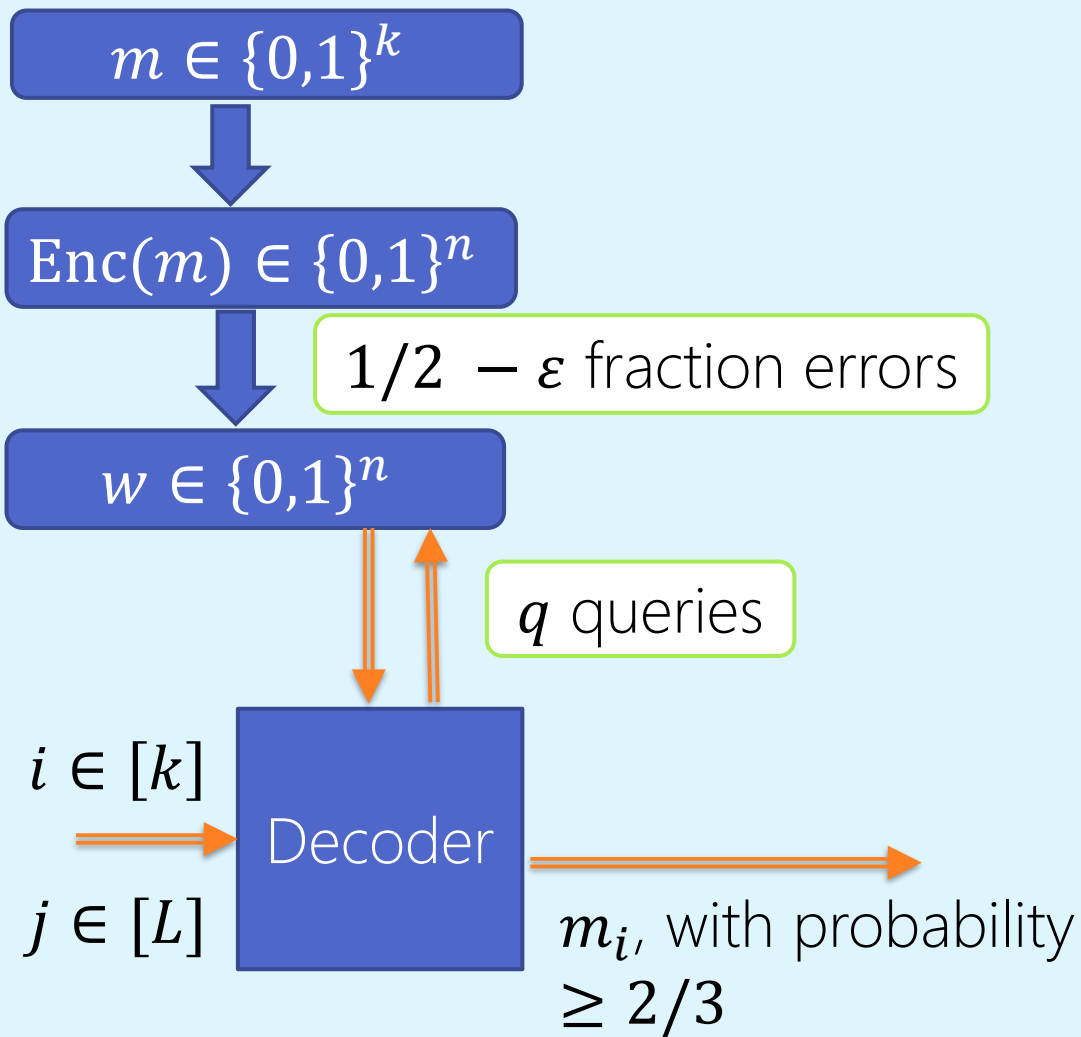 m ∈ {0,1}^k
Enc(m) ∈ {0,1}^n
1/2 − ε fraction errors
w ∈ {0,1}^n
q queries
i ∈ [k]
Decoder
j ∈ [L]
m_i, with probability
≥ 2/3